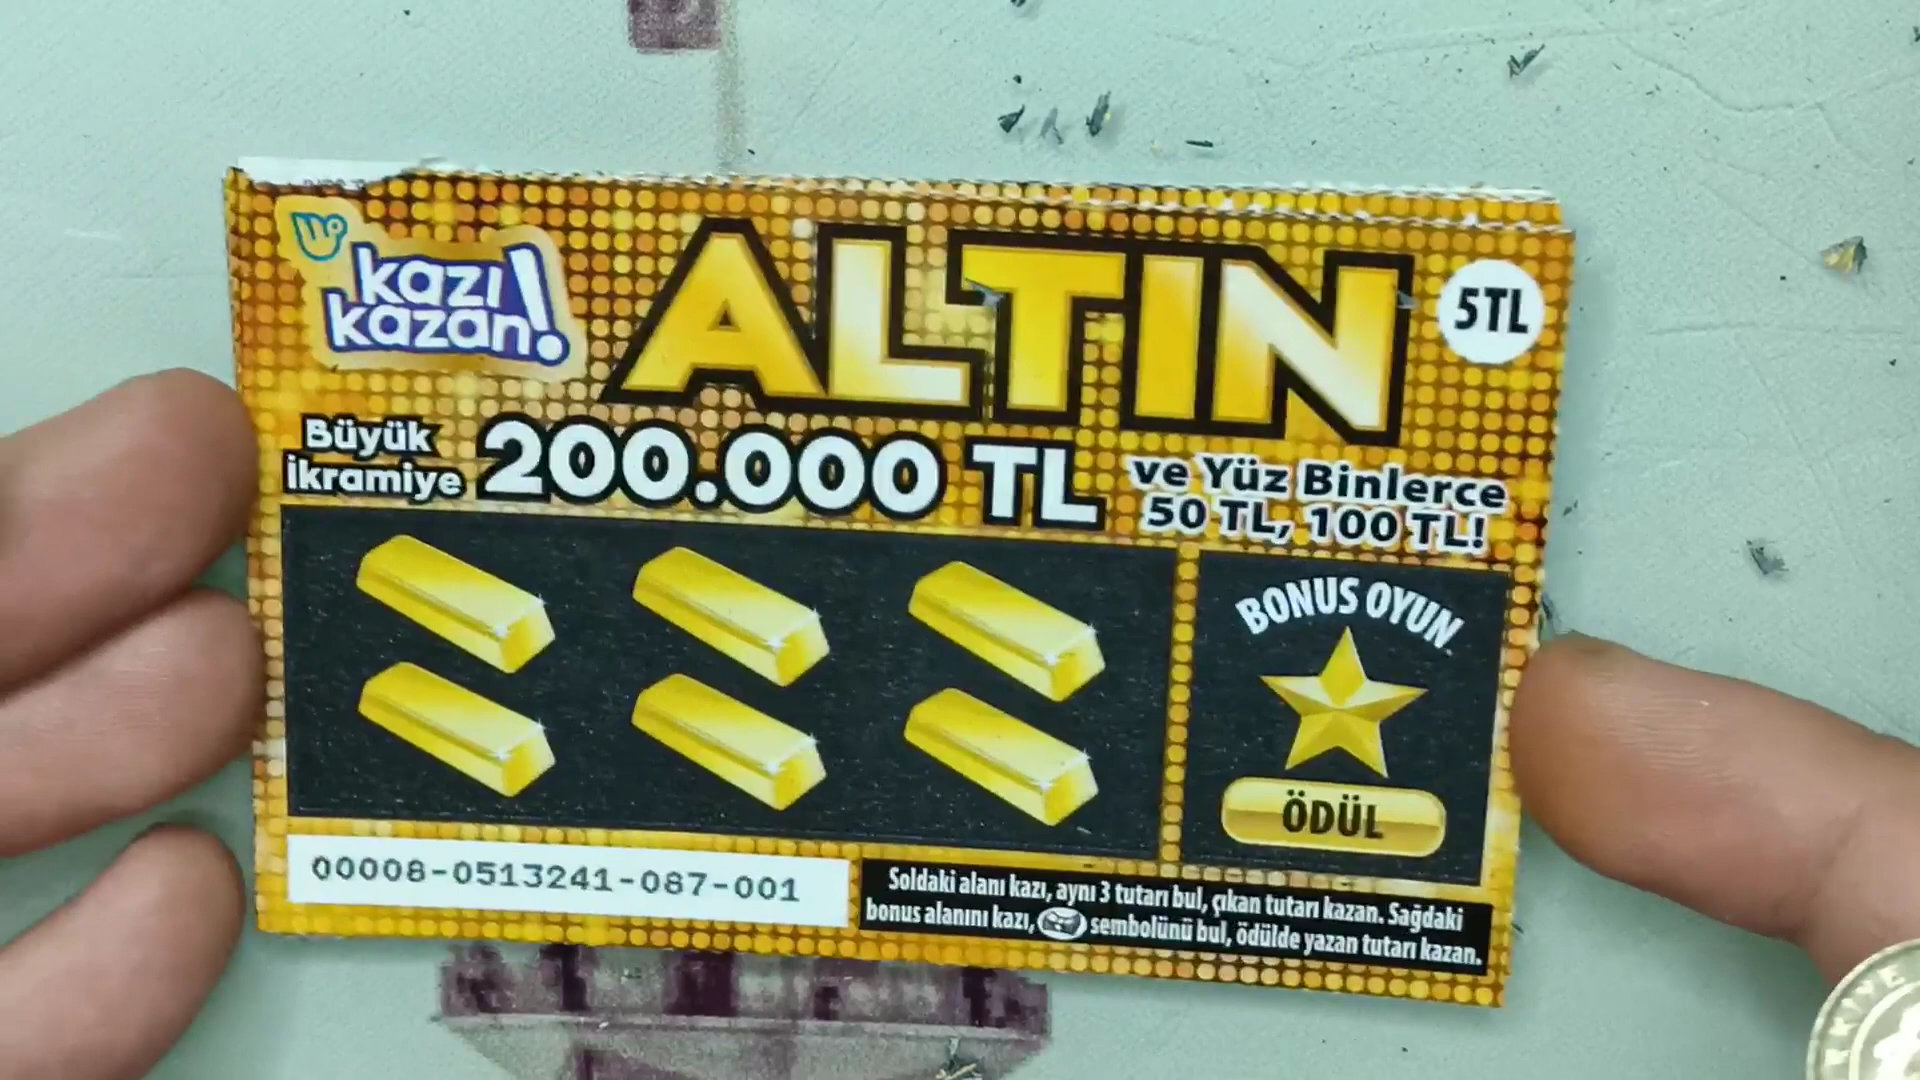 kazı
kazan!
ALTIN
5TL
Büyük
İkramiye
200.000 TL
ve Yüz Binlerce
50 TL, 100 TL!
BONUS OYUN
ÖDÜL
00008-0513241-087-001
Soldaki alanı kazı, aynı 3 tutarı bul, çıkan tutarı kazan. Sağdaki
bonus alanını kazı, sembolünü bul, ödülde yazan tutarı kazan.